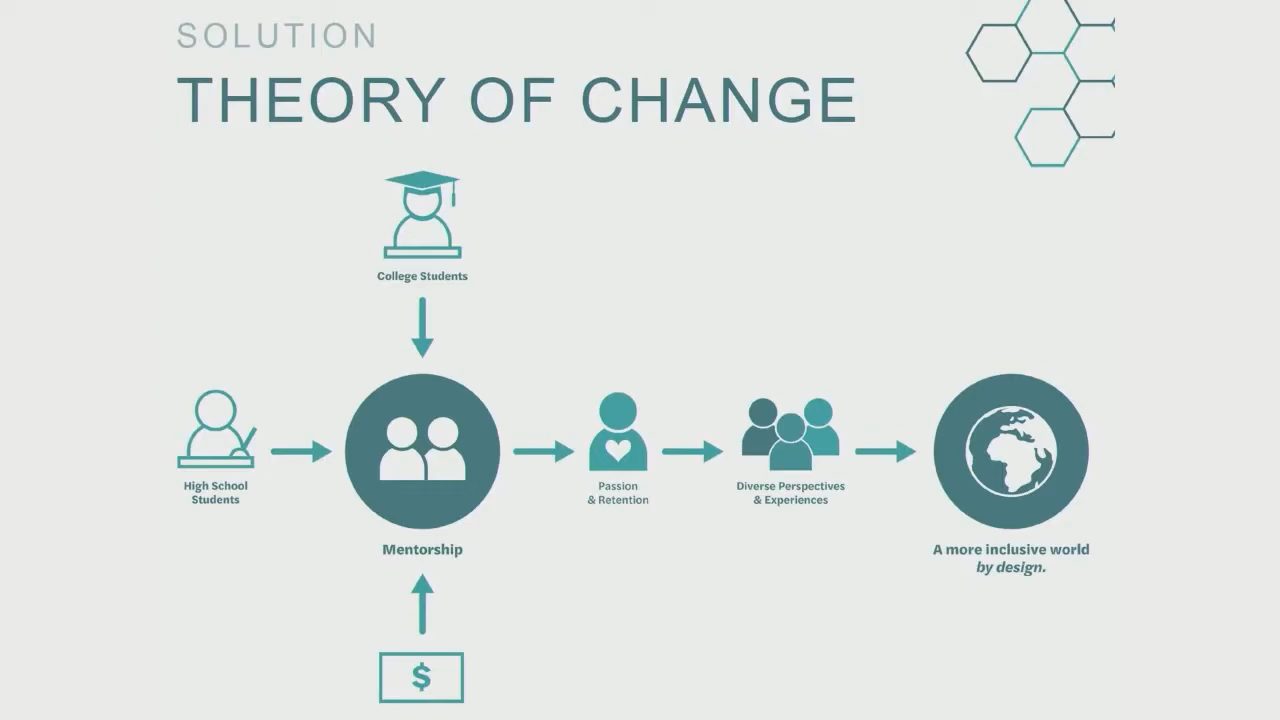 SOLUTION
THEORY OF CHANGE
College Students
High School
Students
Mentorship
Passion
& Retention
Diverse Perspectives
& Experiences
A more inclusive world
by design.
$